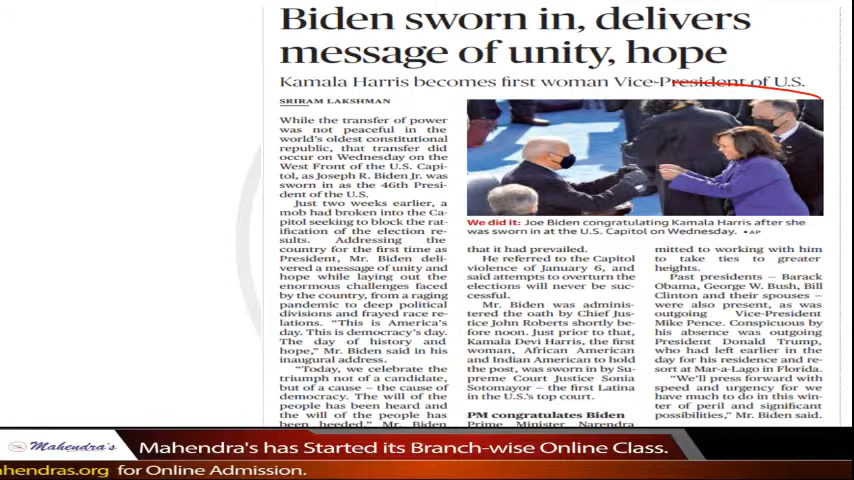 Biden sworn in, delivers
message of unity, hope
Kamala Harris becomes first woman Vice-President of U.S.
SRIRAM LAKSHMAN
While the transfer of power
was not peaceful in the
world's oldest constitutional
republic, that transfer did
occur on Wednesday on the
West Front of the U.S. Capi-
tol, as Joseph R. Biden Jr. was
sworn in as the 46th Presi-
dent of the U.S.
Just two weeks earlier, a
mob had broken into the Ca-
pitol seeking to block the rat-
ification of the election re-
sults. Addressing the
country for the first time as
President, Mr. Biden deli-
vered a message of unity and
hope while laying out the
enormous challenges faced
by the country, from a raging
pandemic to deep political
divisions and frayed race re-
lations. “This is America's
day. This is democracy's day.
The day of history and
hope,” Mr. Biden said in his
inaugural address.
“Today, we celebrate the
triumph not of a candidate,
but of a cause – the cause of
democracy. The will of the
people has been heard and
the will of the people has
been heeded.” Mr. Biden
We did it: Joe Biden congratulating Kamala Harris after she
was sworn in at the U.S. Capitol on Wednesday. •AP
that it had prevailed.
He referred to the Capitol
violence of January 6, and
said attempts to overturn the
elections will never be suc-
cessful.
Mr. Biden was adminis-
tered the oath by Chief Jus-
tice John Roberts shortly be-
fore noon. Just prior to that,
Kamala Devi Harris, the first
woman, African American
and Indian American to hold
the post, was sworn in by Su-
preme Court Justice Sonia
Sotomayor – the first Latina
in the U.S.'s top court.
PM congratulates Biden
Prime Minister Narendra
mitted to working with him
to take ties to greater
heights.
Past presidents – Barack
Obama, George W. Bush, Bill
Clinton and their spouses –
were also present, as was
outgoing Vice-President
Mike Pence. Conspicuous by
his absence was outgoing
President Donald Trump,
who had left earlier in the
day for his residence and re-
sort at Mar-a-Lago in Florida.
“We'll press forward with
speed and urgency for we
have much to do in this win-
ter of peril and significant
possibilities,” Mr. Biden said.
Mahendra's
Mahendra's has Started its Branch-wise Online Class.
ahendras.org for Online Admission.